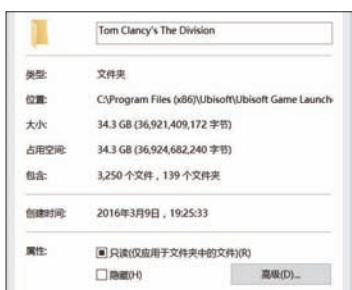 Tom Clancy's The Division
类型: 文件夹
位置: C:\Program Files (x86)\Ubisoft\Ubisoft Game Launch
大小: 34.3 GB (36,921,409,172 字节)
占用空间: 34.3 GB (36,924,682,240 字节)
包含: 3,250 个文件，139 个文件夹
创建时间: 2016年3月9日，19:25:33
属性: 只读(仅应用于文件夹中的文件)(R)
隐藏(H) 高级(D)...